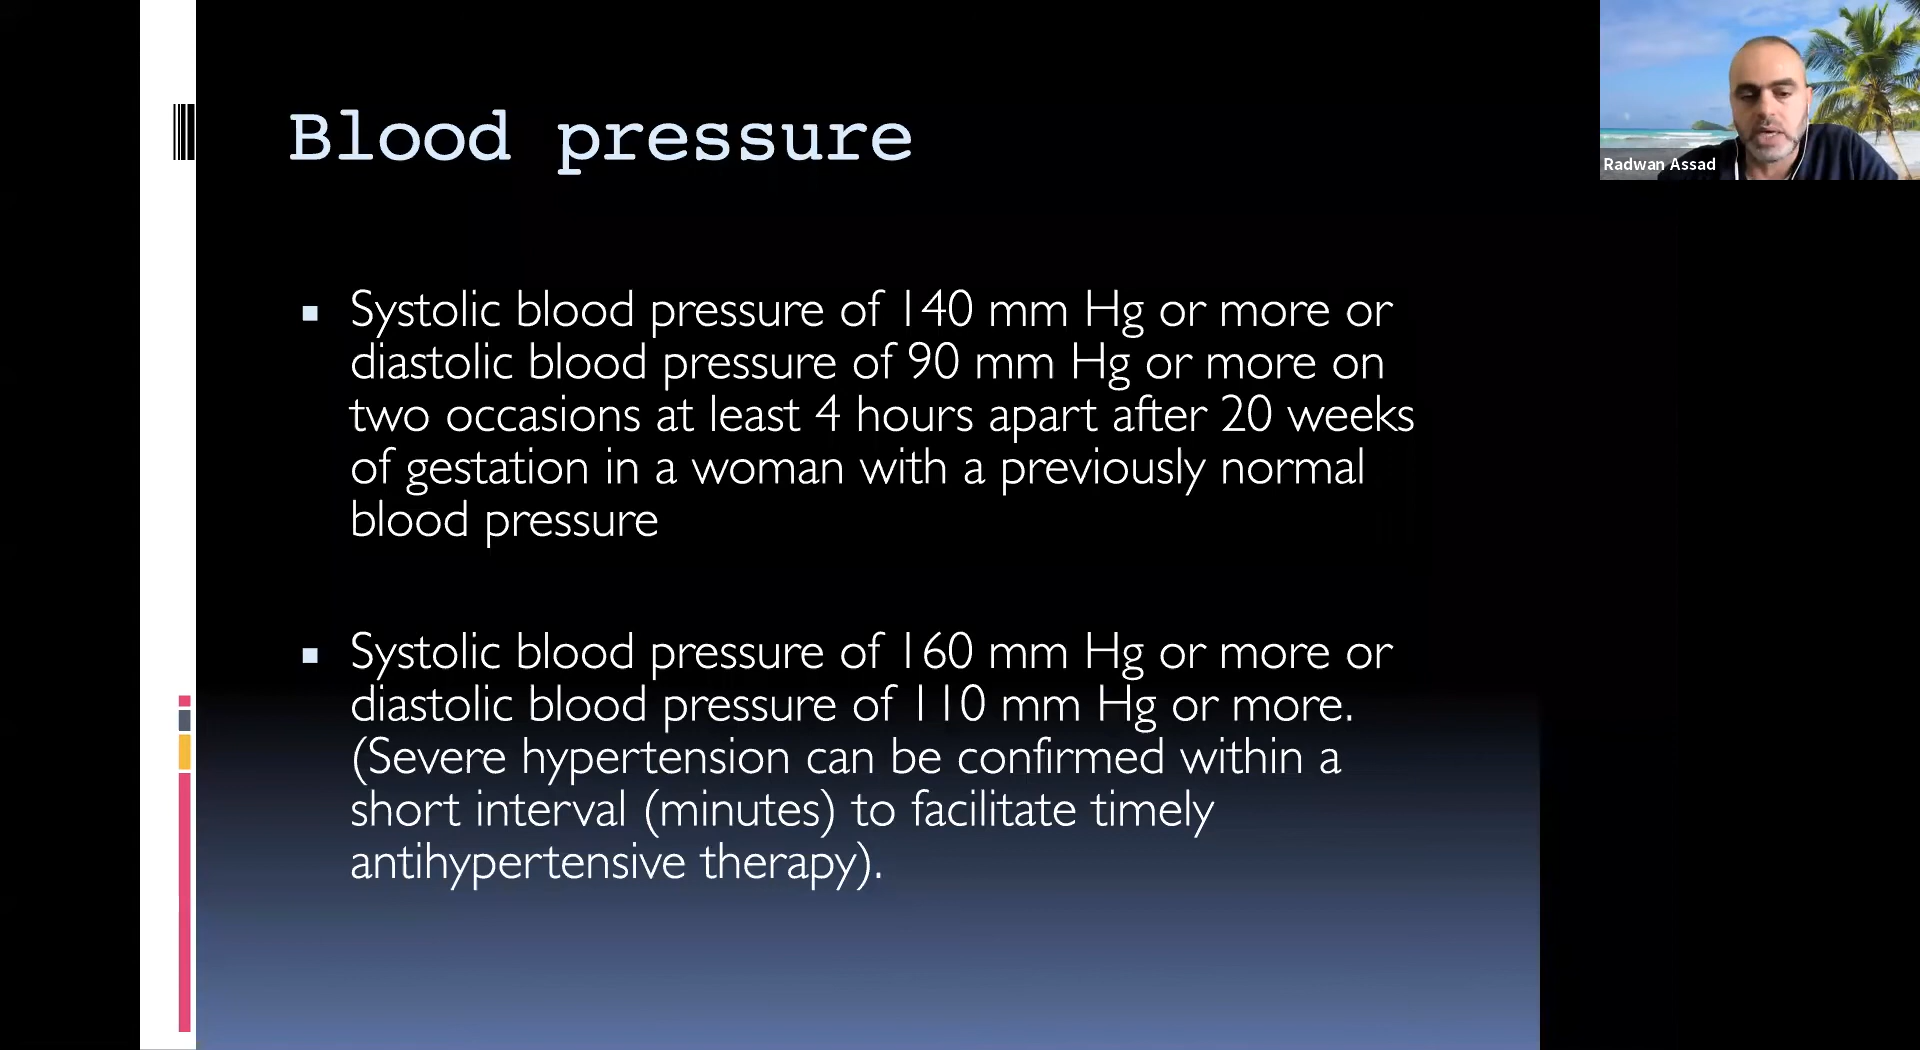 Blood pressure
Radwan Assad
Systolic blood pressure of 140 mm Hg or more or
diastolic blood pressure of 90 mm Hg or more on
two occasions at least 4 hours apart after 20 weeks
of gestation in a woman with a previously normal
blood pressure
Systolic blood pressure of 160 mm Hg or more or
diastolic blood pressure of 110 mm Hg or more.
(Severe hypertension can be confirmed within a
short interval (minutes) to facilitate timely
antihypertensive therapy).